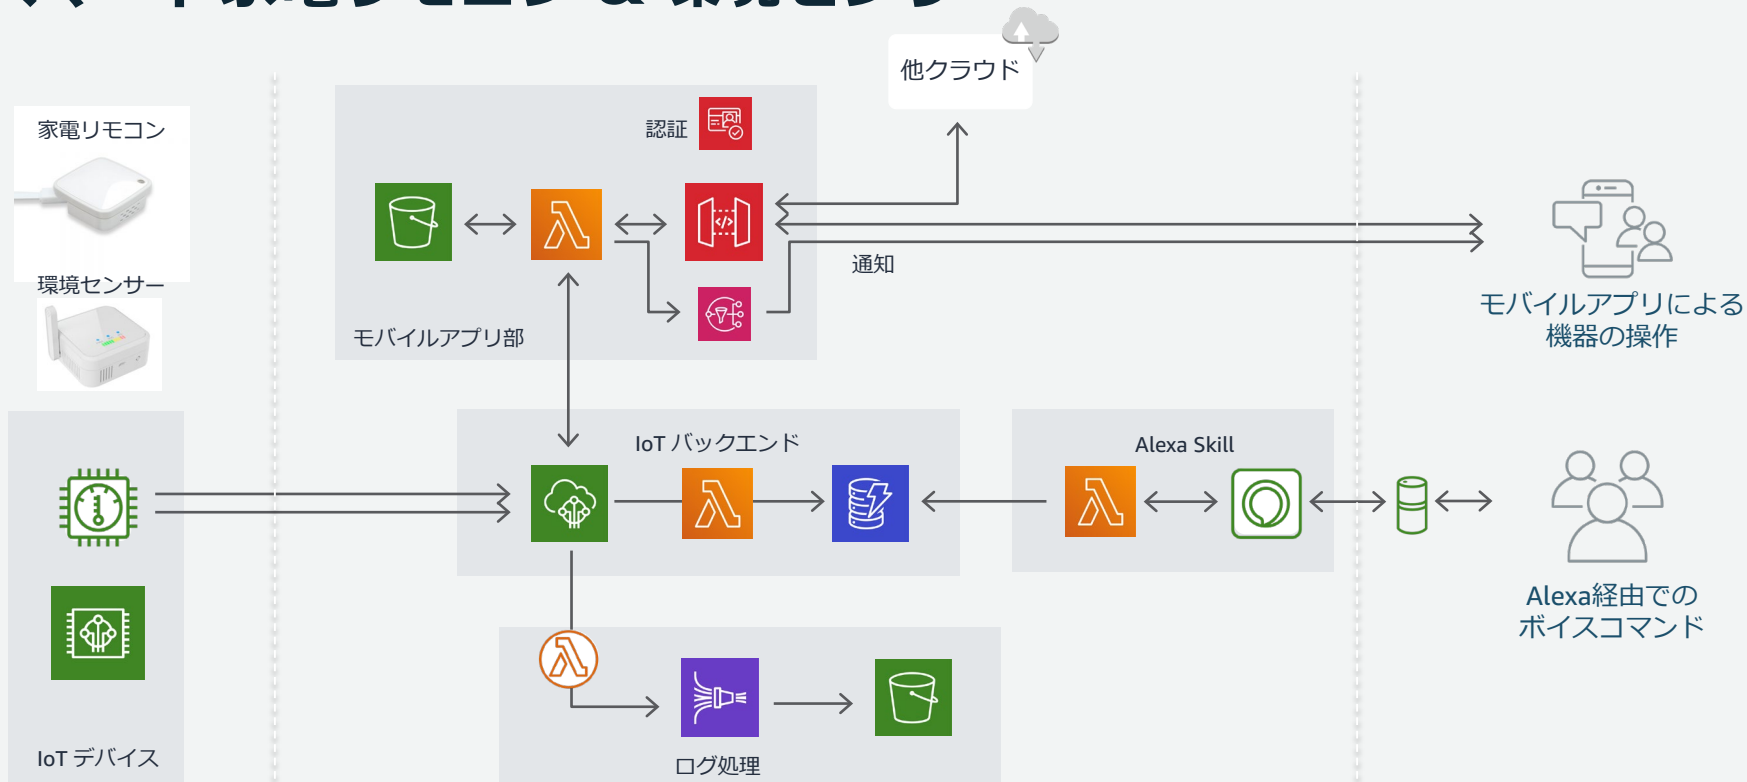 他クラウド
家電リモコン
認証
環境センサー
通知
モバイルアプリ部
モバイルアプリによる
機器の操作
IoT バックエンド
Alexa Skill
Alexa経由での
ボイスコマンド
IoT デバイス
ログ処理